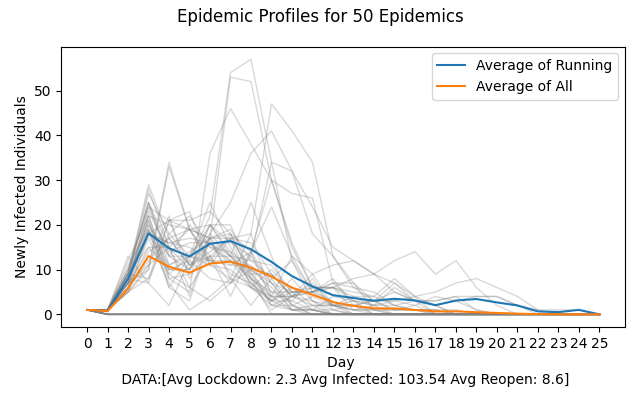 Epidemic Profiles for 50 Epidemics
Newly Infected Individuals
50
40
30
20
10
0
Average of Running
Average of All
0 1 2 3 4 5 6 7 8 9 10 11 12 13 14 15 16 17 18 19 20 21 22 23 24 25
Day
DATA:[Avg Lockdown: 2.3 Avg Infected: 103.54 Avg Reopen: 8.6]